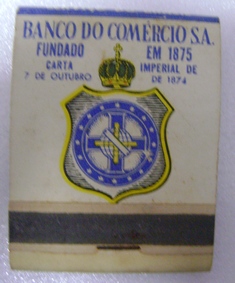 BANCO DO COMERCIO S.A.
FUNDADO EM 1875
CARTA IMPERIAL DE
7 DE OUTUBRO DE 1874